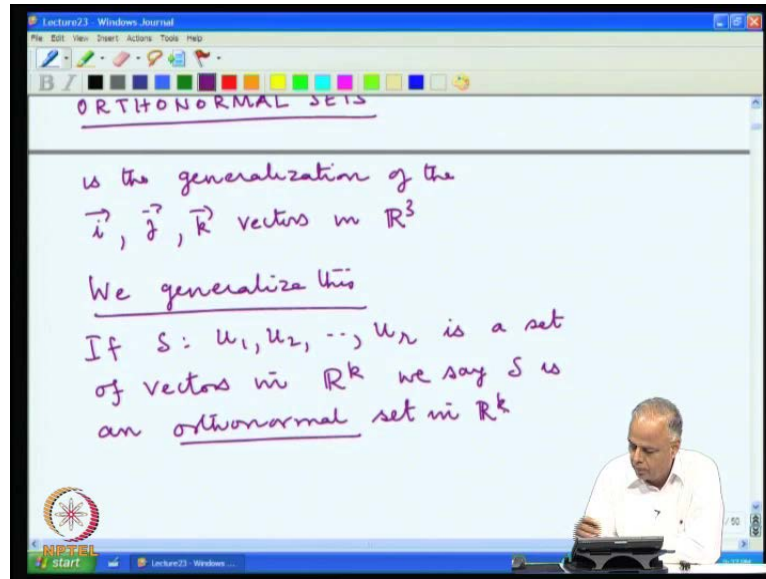 Lecture23 - Windows Journal
File Edit View Insert Actions Tools Help
B I
ORTHONORMAL SETS
is the generalization of the
i, j, k vectors in ℝ³
We generalize this
If S: u₁, u₂, .., uᵣ is a set
of vectors in ℝᵏ we say S is
an orthonormal set in ℝᵏ
/ 50
NPTEL
start
Lecture23 - Windows ...